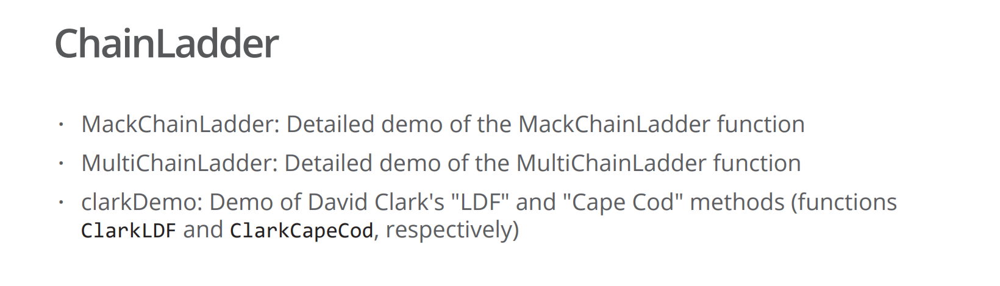 ChainLadder
· MackChainLadder: Detailed demo of the MackChainLadder function
· MultiChainLadder: Detailed demo of the MultiChainLadder function
· clarkDemo: Demo of David Clark's "LDF" and "Cape Cod" methods (functions
ClarkLDF and ClarkCapeCod, respectively)